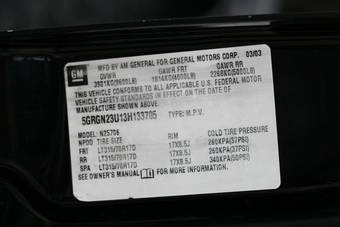 GM
MFD BY AM GENERAL FOR GENERAL MOTORS CORP. 03/03
GVWR GAWR FRT GAWR RR
3901KG(8600LB) 1814KG(4000LB) 2268KG(5000LB)
THIS VEHICLE CONFORMS TO ALL APPLICABLE U.S. FEDERAL MOTOR
VEHICLE SAFETY STANDARDS IN EFFECT ON THE DATE OF
MANUFACTURE SHOWN ABOVE.
5GRGN23U13H133705 TYPE: M.P.V.
MODEL: N25706
NPDO TIRE SIZE RIM COLD TIRE PRESSURE
FRT LT315/70R17D 17X8.5J 260KPA(37PSI)
RR LT315/70R17D 17X8.5J 260KPA(37PSI)
SPA LT315/70R17D 17X8.5J 340KPA(50PSI)
SEE OWNER'S MANUAL FOR MORE INFORMATION.